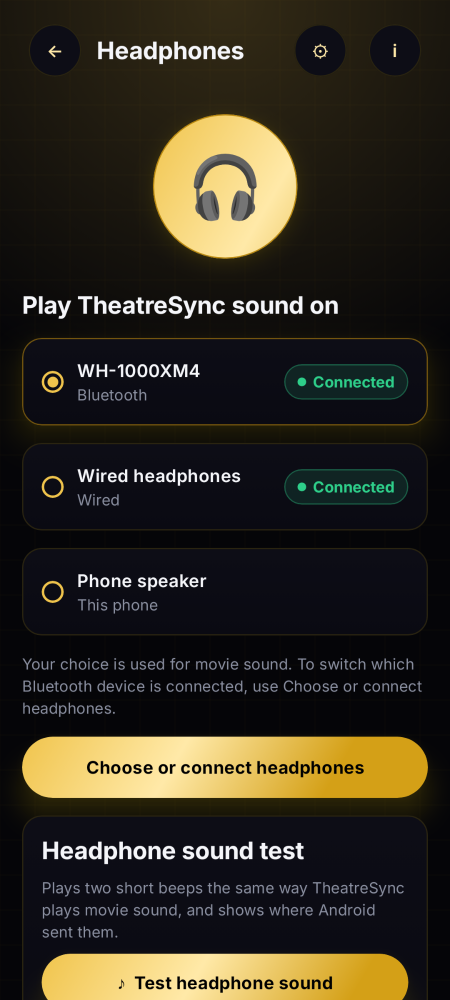 Headphones
i
Play TheatreSync sound on
WH-1000XM4
Connected
Bluetooth
Wired headphones
Connected
Wired
Phone speaker
This phone
Your choice is used for movie sound. To switch which
Bluetooth device is connected, use Choose or connect
headphones.
Choose or connect headphones
Headphone sound test
Plays two short beeps the same way TheatreSync
plays movie sound, and shows where Android
sent them.
♪ Test headphone sound